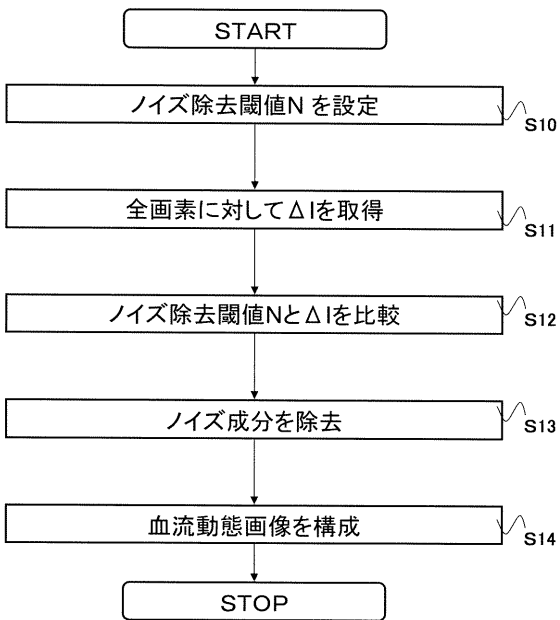 START
ノイズ除去閾値N を設定
S10
全画素に対してΔIを取得
S11
ノイズ除去閾値NとΔIを比較
S12
ノイズ成分を除去
S13
血流動態画像を構成
S14
STOP